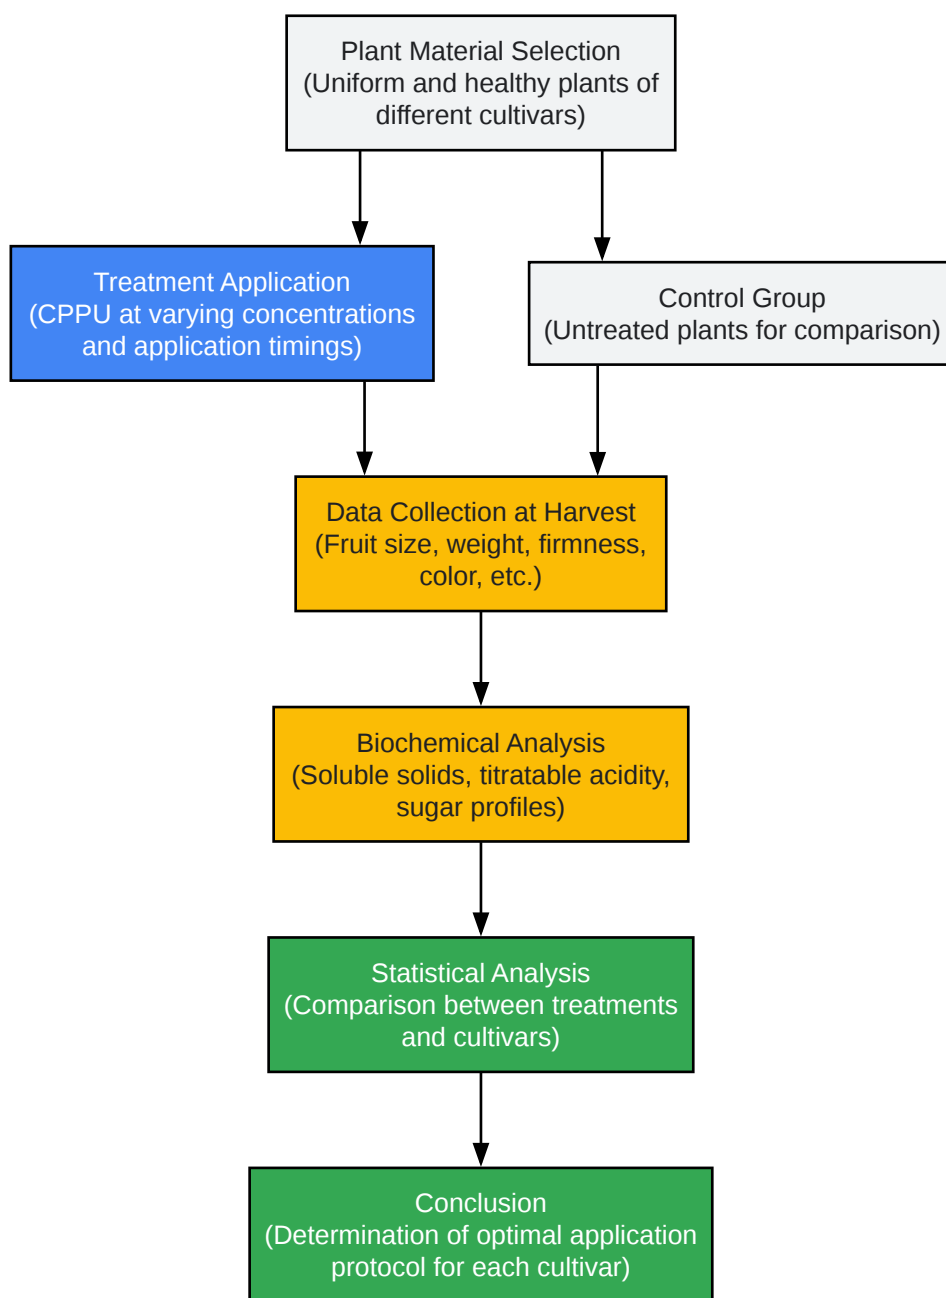 Plant Material Selection
(Uniform and healthy plants of
different cultivars)
Treatment Application
(CPPU at varying concentrations
and application timings)
Control Group
(Untreated plants for comparison)
Data Collection at Harvest
(Fruit size, weight, firmness,
color, etc.)
Biochemical Analysis
(Soluble solids, titratable acidity,
sugar profiles)
Statistical Analysis
(Comparison between treatments
and cultivars)
Conclusion
(Determination of optimal application
protocol for each cultivar)